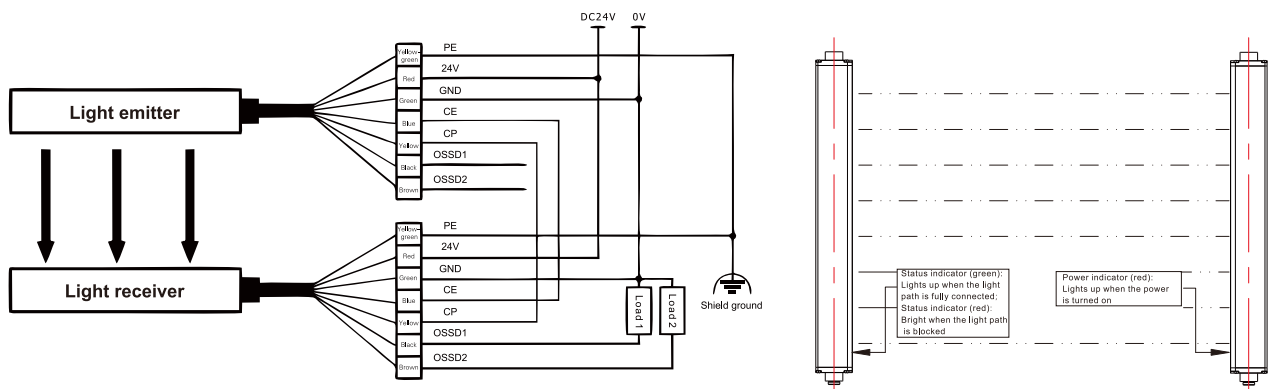 DC24V 0V
Light emitter
Yellow-
green
Red
Green
Blue
Yellow
Black
Brown
PE
24V
GND
CE
CP
OSSD1
OSSD2
Light receiver
Yellow-
green
Red
Green
Blue
Yellow
Black
Brown
PE
24V
GND
CE
CP
OSSD1
OSSD2
Load 1
Load 2
Shield ground
Status indicator (green):
Lights up when the light
path is fully connected;
Status indicator (red):
Bright when the light path
is blocked
Power indicator (red):
Lights up when the power
is turned on